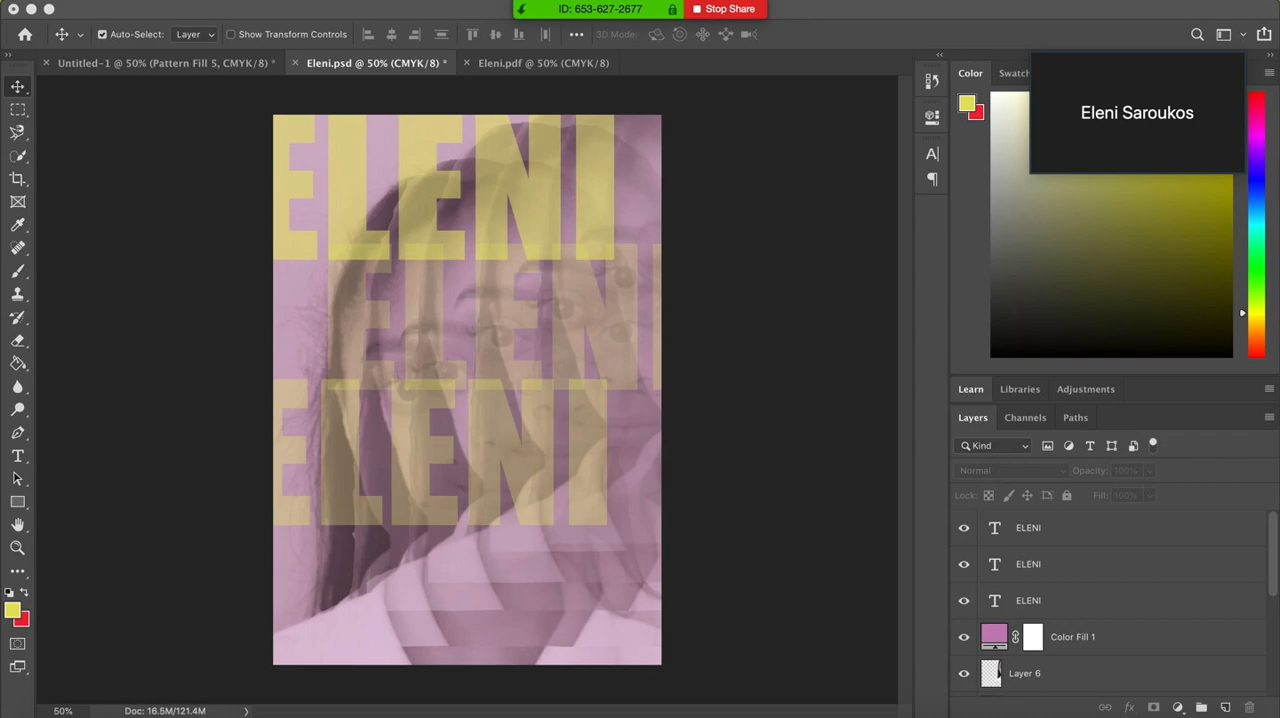 ID: 653-627-2677 Stop Share
Auto-Select: Layer Show Transform Controls 3D Mode:
Untitled-1 @ 50% (Pattern Fill 5, CMYK/8) * Eleni.psd @ 50% (CMYK/8) * Eleni.pdf @ 50% (CMYK/8)
Color Swatch
Eleni Saroukos
ELENI
ELENI
ELENI
Learn Libraries Adjustments
Layers Channels Paths
Kind
Normal Opacity: 100%
Lock: Fill: 100%
T ELENI
T ELENI
T ELENI
Color Fill 1
Layer 6
50% Doc: 16.5M/121.4M